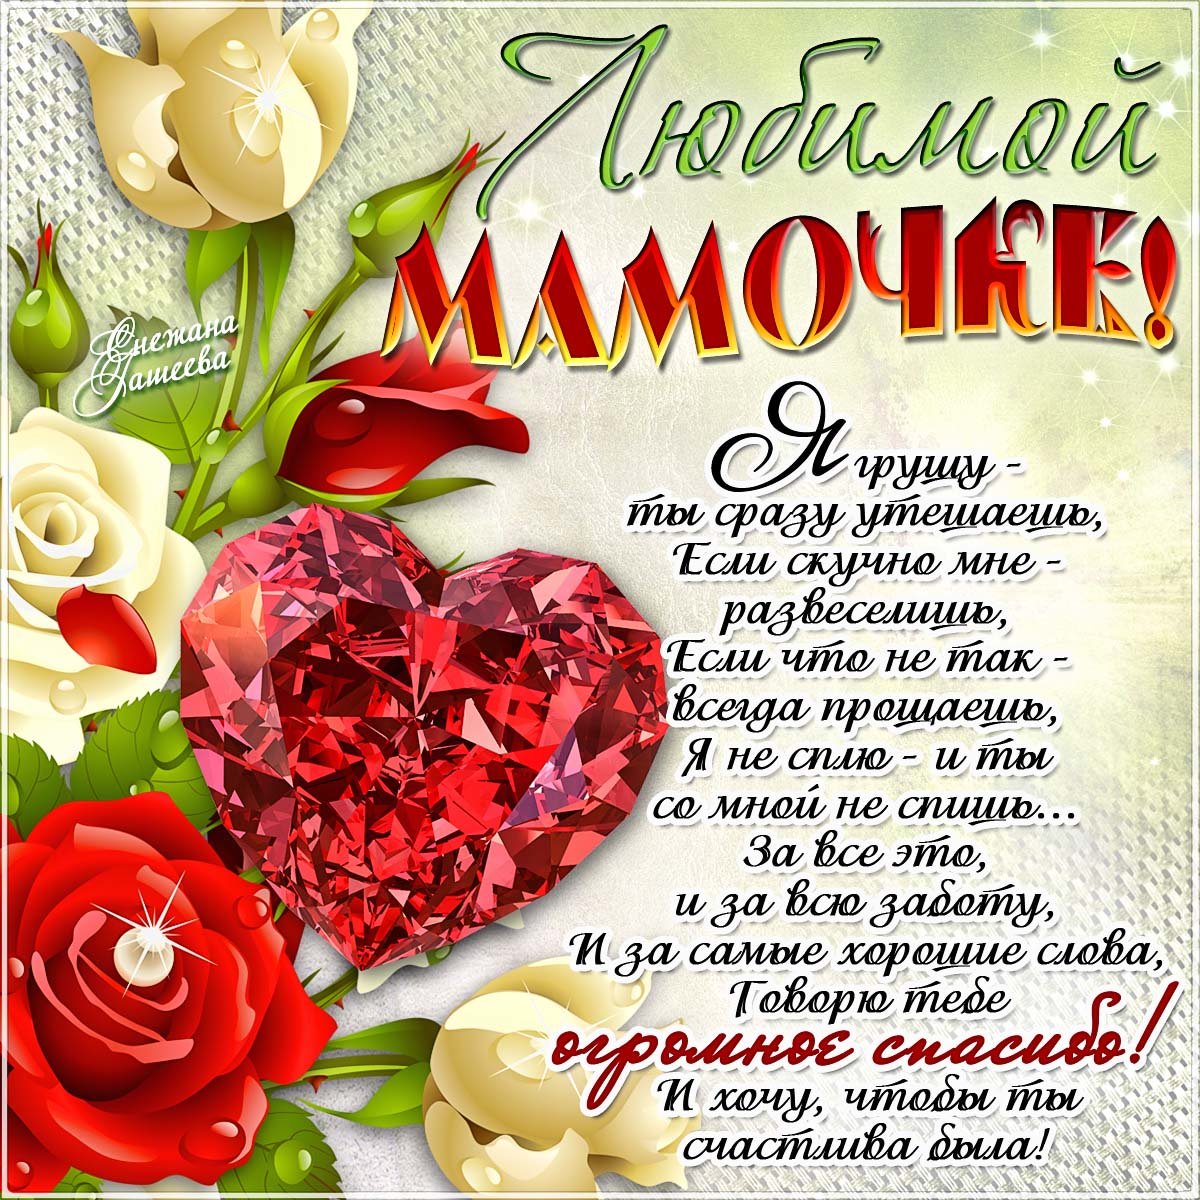 Любимой
МАМОЧКЕ!
Снежана
Гатеева
Я грущу -
ты сразу утешаешь,
Если скучно мне -
развеселишь,
Если что не так -
всегда прощаешь,
Я не сплю - и ты
со мной не спишь...
За все это,
и за всю заботу,
И за самые хорошие слова,
Говорю тебе
огромное спасибо!
И хочу, чтобы ты
счастлива была!